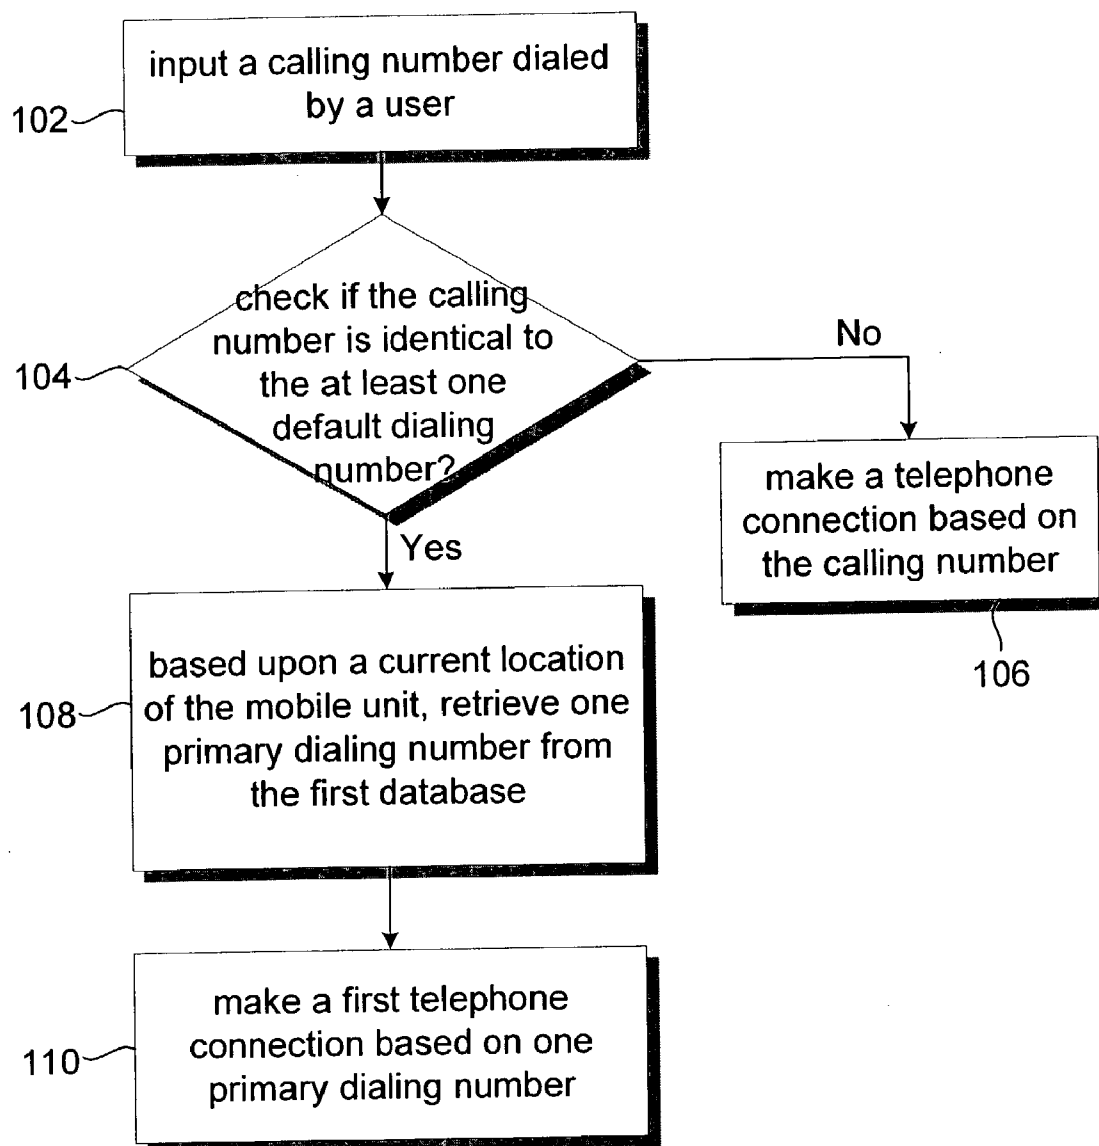 input a calling number dialed
by a user
102
check if the calling
number is identical to
the at least one
default dialing
number?
104
No
make a telephone
connection based on
the calling number
106
Yes
based upon a current location
of the mobile unit, retrieve one
primary dialing number from
the first database
108
make a first telephone
connection based on one
primary dialing number
110